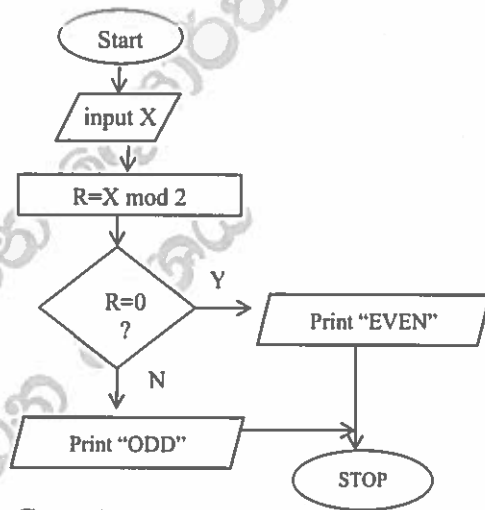 Start
input X
R=X mod 2
R=0
?
Y
N
Print “EVEN”
Print “ODD”
STOP